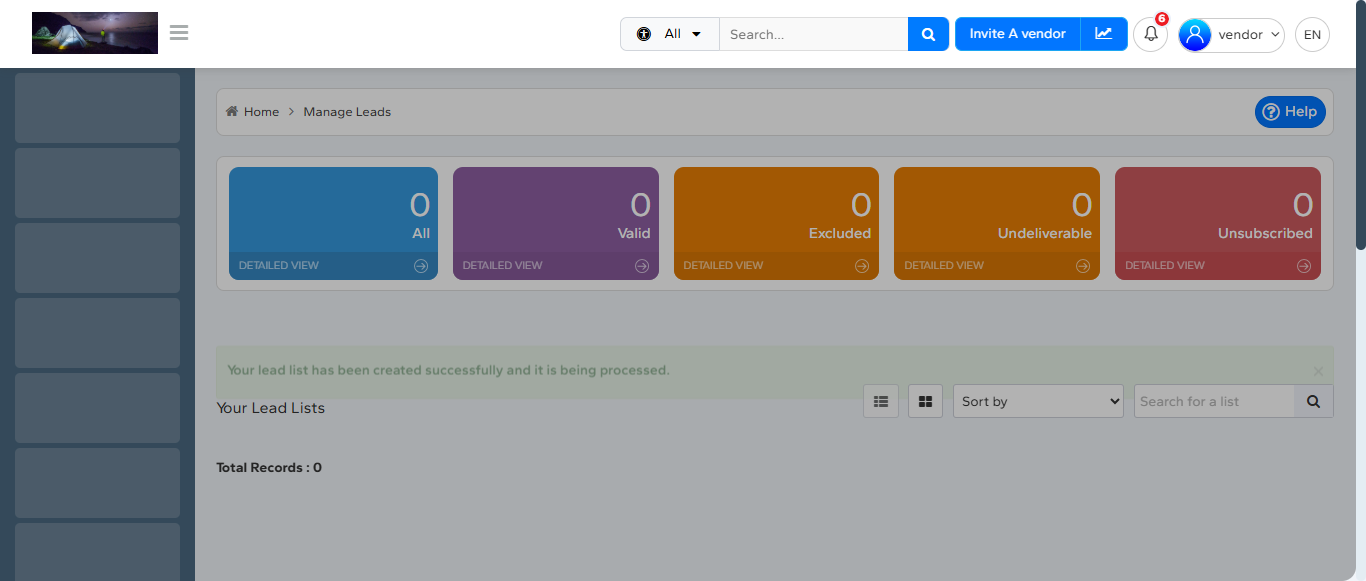 All
Search...
Invite A vendor
6
vendor
EN
Home > Manage Leads
Help
0
All
DETAILED VIEW
0
Valid
DETAILED VIEW
0
Excluded
DETAILED VIEW
0
Undeliverable
DETAILED VIEW
0
Unsubscribed
DETAILED VIEW
Your lead list has been created successfully and it is being processed.
×
Your Lead Lists
Sort by
Search for a list
Total Records : 0